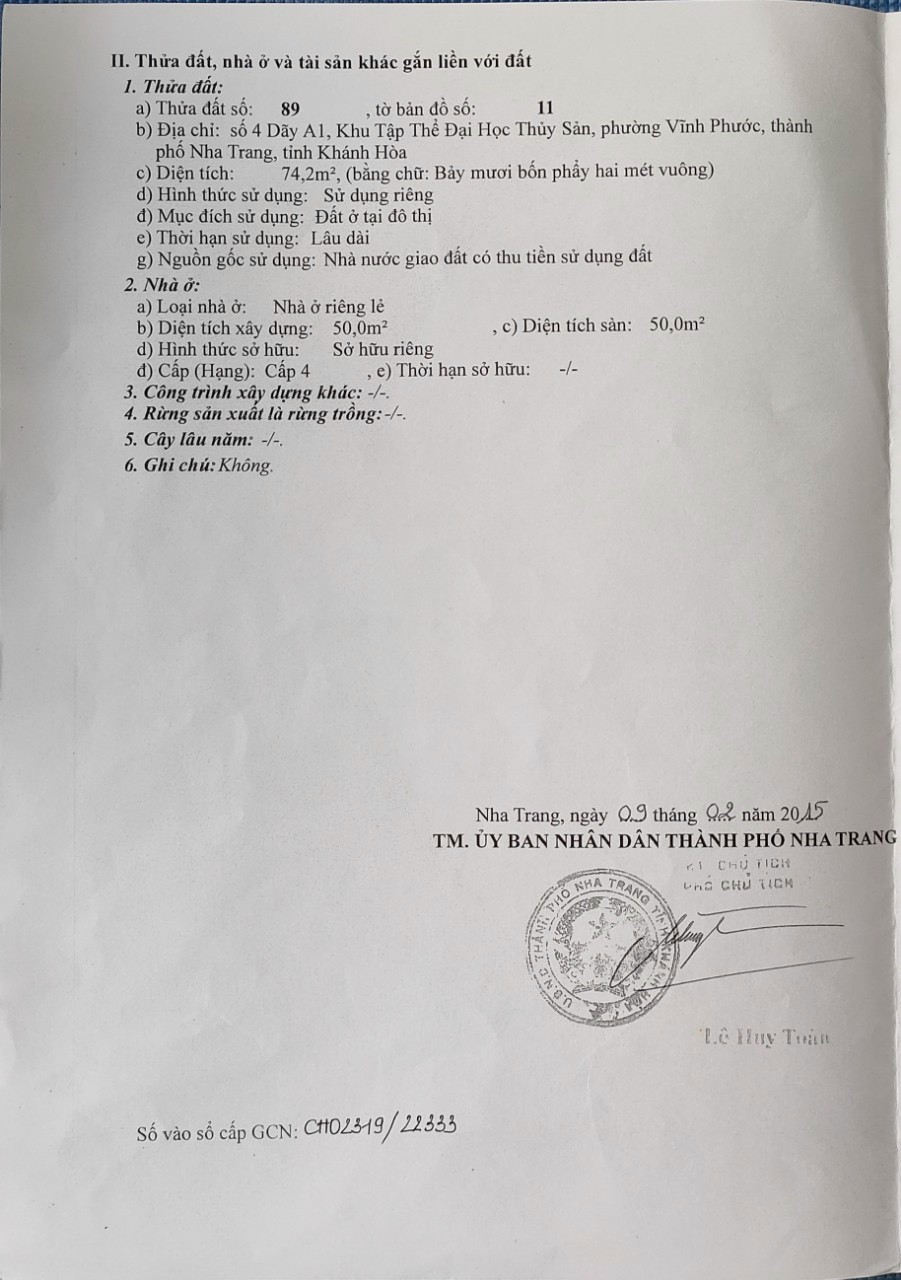 II. Thửa đất, nhà ở và tài sản khác gắn liền với đất
1. Thửa đất:
a) Thửa đất số: 89 , tờ bản đồ số: 11
b) Địa chỉ: số 4 Dãy A1, Khu Tập Thể Đại Học Thủy Sản, phường Vĩnh Phước, thành
phố Nha Trang, tỉnh Khánh Hòa
c) Diện tích: 74,2m², (bằng chữ: Bảy mươi bốn phẩy hai mét vuông)
d) Hình thức sử dụng: Sử dụng riêng
đ) Mục đích sử dụng: Đất ở tại đô thị
e) Thời hạn sử dụng: Lâu dài
g) Nguồn gốc sử dụng: Nhà nước giao đất có thu tiền sử dụng đất
2. Nhà ở:
a) Loại nhà ở: Nhà ở riêng lẻ
b) Diện tích xây dựng: 50,0m² , c) Diện tích sàn: 50,0m²
d) Hình thức sở hữu: Sở hữu riêng
đ) Cấp (Hạng): Cấp 4 , e) Thời hạn sở hữu: -/-
3. Công trình xây dựng khác: -/-.
4. Rừng sản xuất là rừng trồng:-/-.
5. Cây lâu năm: -/-.
6. Ghi chú: Không.
Nha Trang, ngày 09 tháng 02 năm 2015
TM. ỦY BAN NHÂN DÂN THÀNH PHỐ NHA TRANG
CHỦ TỊCH
PHÓ CHỦ TỊCH
U.B.N.D THÀNH PHỐ NHA TRANG TỈNH KHÁNH HÒA
Lê Huy Toàn
Số vào sổ cấp GCN: CH02319/22333